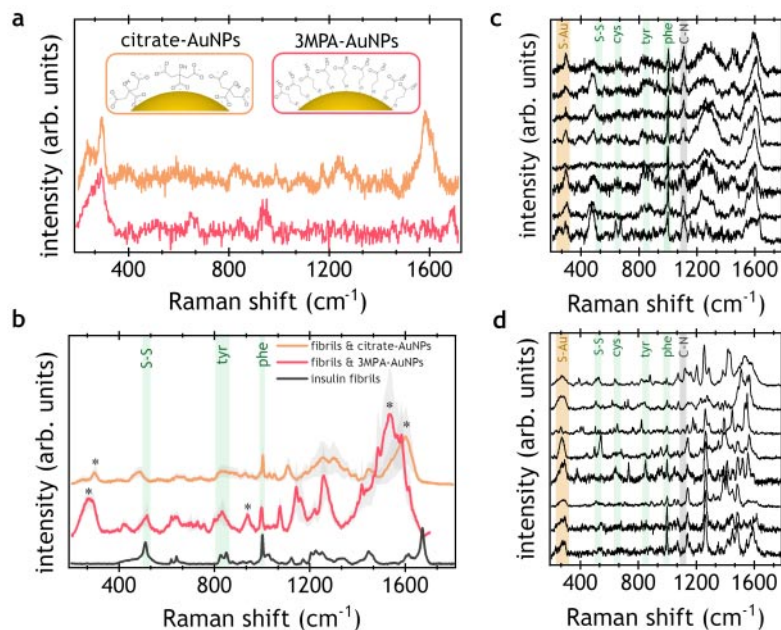 a
citrate-AuNPs
3MPA-AuNPs
intensity (arb. units)
400
800
1200
1600
Raman shift (cm-1)
b
S-S
tyr
phe
fibrils & citrate-AuNPs
fibrils & 3MPA-AuNPs
insulin fibrils
*
*
*
*
*
intensity (arb. units)
400
800
1200
1600
Raman shift (cm-1)
c
S-Au
S-S
cys
tyr
phe
C-N
intensity (arb. units)
400
800
1200
1600
Raman shift (cm-1)
d
S-Au
S-S
cys
tyr
phe
C-N
intensity (arb. units)
400
800
1200
1600
Raman shift (cm-1)